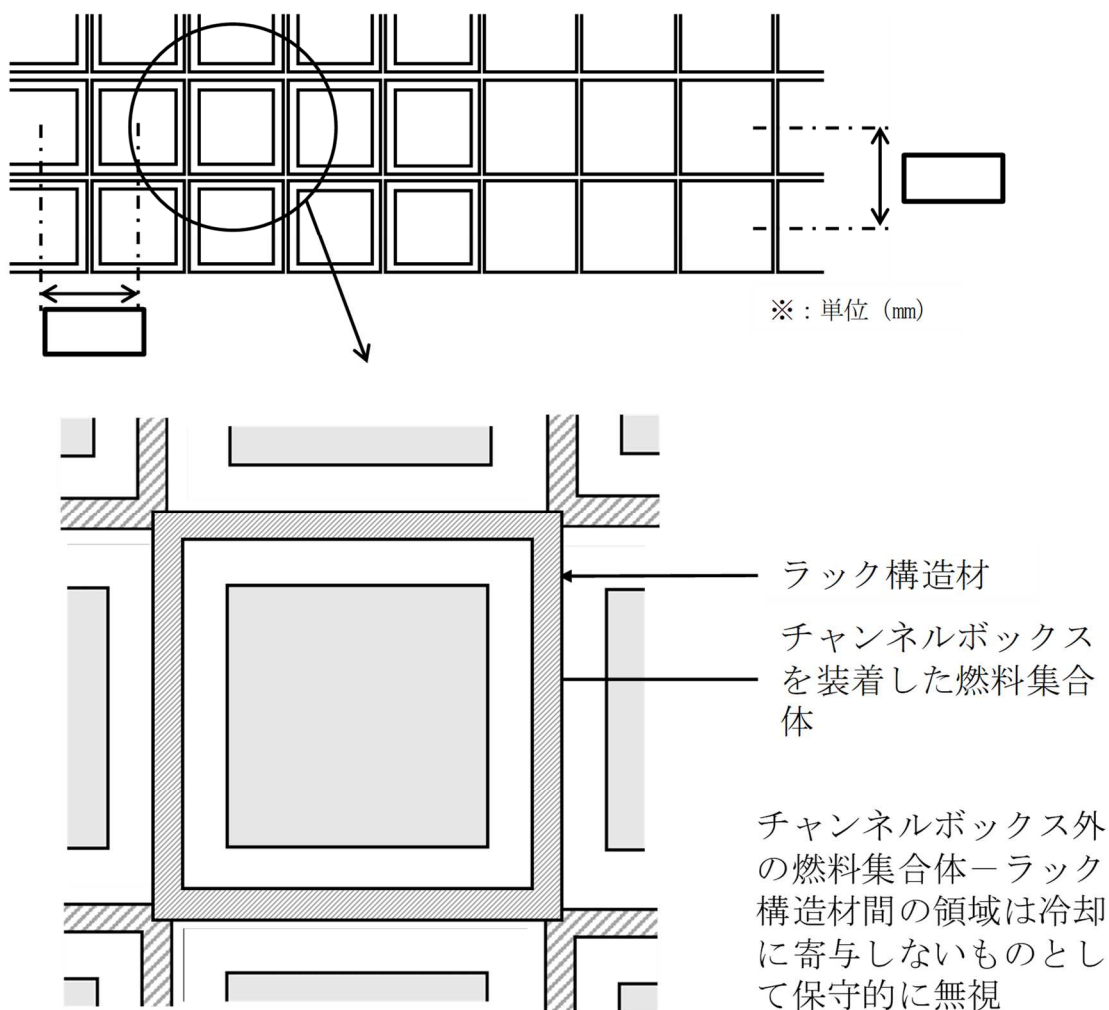 ※：単位（㎜）
ラック構造材
チャンネルボックス
を装着した燃料集合
体
チャンネルボックス外
の燃料集合体－ラック
構造材間の領域は冷却
に寄与しないものとし
て保守的に無視